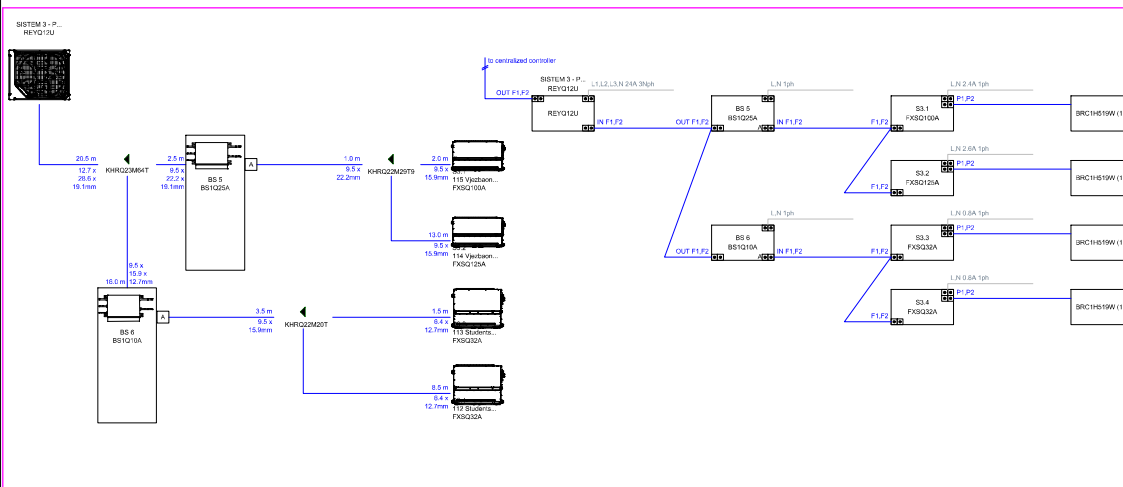 SISTEM 3 - P...
REYQ12U
20.5 m
12.7 x
28.6 x
19.1mm
KHRQ23M64T
2.5 m
9.5 x
22.2 x
19.1mm
BS 5
BS1Q25A
A
1.0 m
9.5 x
22.2mm
KHRQ22M29T9
2.0 m
9.5 x
15.9mm
115 Vjezbaon...
FXSQ100A
13.0 m
9.5 x
15.9mm
114 Vjezbaon...
FXSQ125A
9.5 x
15.9 x
16.0 m 12.7mm
BS 6
BS1Q10A
A
3.5 m
9.5 x
15.9mm
KHRQ22M20T
1.5 m
6.4 x
12.7mm
113 Students...
FXSQ32A
8.5 m
6.4 x
12.7mm
112 Students...
FXSQ32A
to centralized controller
OUT F1,F2
SISTEM 3 - P...
REYQ12U
L1,L2,L3,N 24A 3Nph
REYQ12U
IN F1,F2
OUT F1,F2
L,N 1ph
BS 5
BS1Q25A
A
IN F1,F2
F1,F2
L,N 2.4A 1ph
S3.1
FXSQ100A
P1,P2
BRC1H519W (1
L,N 2.6A 1ph
S3.2
FXSQ125A
P1,P2
F1,F2
BRC1H519W (1
L,N 1ph
BS 6
BS1Q10A
OUT F1,F2
A
IN F1,F2
F1,F2
L,N 0.8A 1ph
S3.3
FXSQ32A
P1,P2
BRC1H519W (1
L,N 0.8A 1ph
S3.4
FXSQ32A
P1,P2
F1,F2
BRC1H519W (1